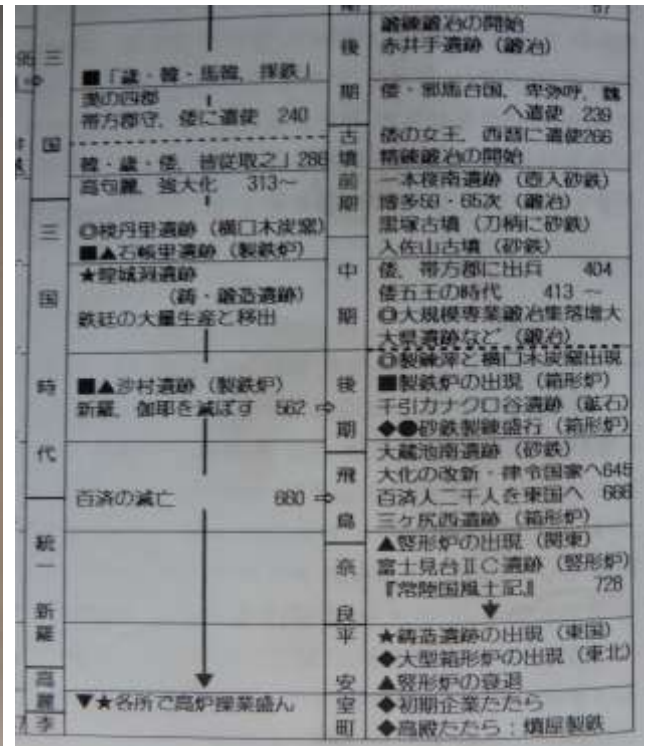 三国
三国時代
統一新羅
高麗
李
■「濊・韓・馬韓、採鉄」
漢の四郡
帯方郡守、倭に遣使 240
韓・濊・倭、皆従取之」286
高句麗、強大化 313～
◎検丹里遺跡（横口木炭窯）
■▲石帳里遺跡（製鉄炉）
★隍城洞遺跡
（鋳・鍛造遺跡）
鉄鋌の大量生産と移出
■▲沙村遺跡（製鉄炉）
新羅、伽耶を滅ぼす 562 ⇨
百済の滅亡 660 ⇨
▼★各所で高炉操業盛ん
後期
古墳前期
中期
後期
飛鳥
奈良
平安
室町
57
鍛錬鍛冶の開始
赤井手遺跡（鍛冶）
倭・邪馬台国、卑弥呼、魏
へ遣使 239
倭の女王、西晋に遣使266
精錬鍛冶の開始
一本桜南遺跡（壺入砂鉄）
博多59・65次（鍛冶）
黒塚古墳（刀柄に砂鉄）
入佐山古墳（砂鉄）
倭、帯方郡に出兵 404
倭五王の時代 413 ～
◎大規模専業鍛冶集落増大
大県遺跡など（鍛冶）
◎製錬滓と横口木炭窯出現
■製鉄炉の出現（箱形炉）
千引カナクロ谷遺跡（鉱石）
◆●砂鉄製錬盛行（箱形炉）
大蔵池南遺跡（砂鉄）
大化の改新・律令国家へ645
百済人二千人を東国へ 666
三ケ尻西遺跡（箱形炉）
▲竪形炉の出現（関東）
富士見台ⅡC遺跡（竪形炉）
『常陸国風土記』 728
★鋳造遺跡の出現（東国）
◆大型箱形炉の出現（東北）
▲竪形炉の衰退
◆初期企業たたら
◆高殿たたら：熕屋製鉄